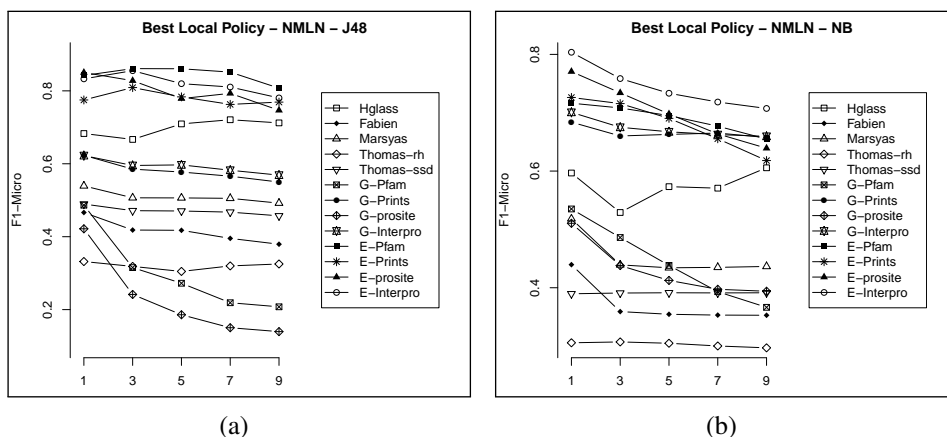 Best Local Policy − NMLN − J48
F1−Micro
0.2
0.4
0.6
0.8
1 3 5 7 9
Hglass
Fabien
Marsyas
Thomas−rh
Thomas−ssd
G−Pfam
G−Prints
G−prosite
G−Interpro
E−Pfam
E−Prints
E−prosite
E−Interpro
(a)
Best Local Policy − NMLN − NB
F1−Micro
0.4
0.6
0.8
1 3 5 7 9
Hglass
Fabien
Marsyas
Thomas−rh
Thomas−ssd
G−Pfam
G−Prints
G−prosite
G−Interpro
E−Pfam
E−Prints
E−prosite
E−Interpro
(b)